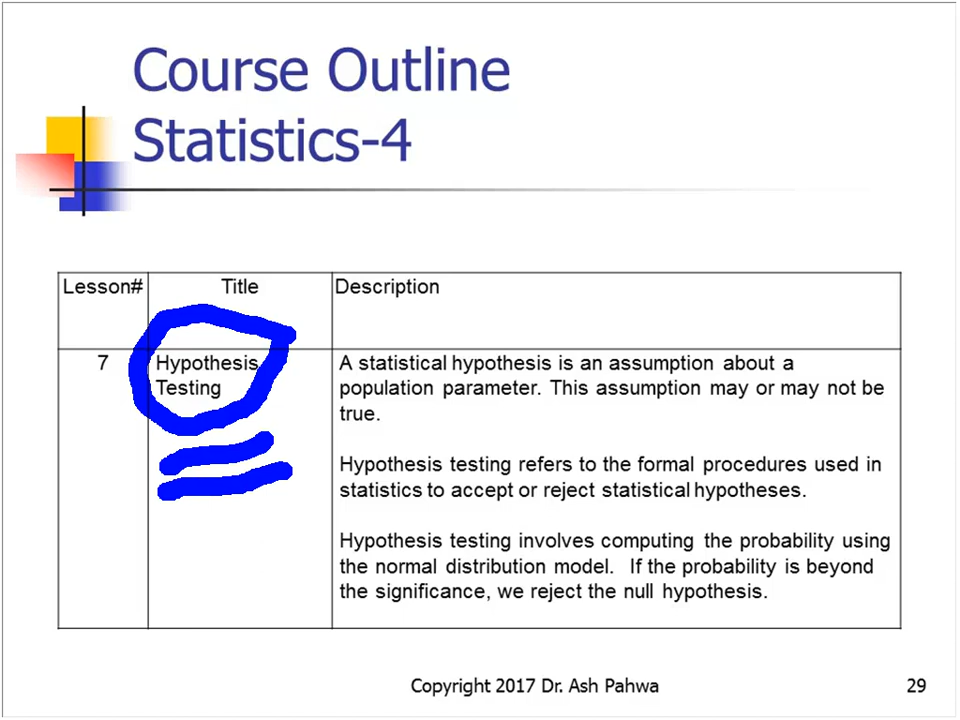 Course Outline
Statistics-4
Lesson# Title Description
7 Hypothesis A statistical hypothesis is an assumption about a
Testing population parameter. This assumption may or may not be
true.
Hypothesis testing refers to the formal procedures used in
statistics to accept or reject statistical hypotheses.
Hypothesis testing involves computing the probability using
the normal distribution model. If the probability is beyond
the significance, we reject the null hypothesis.
Copyright 2017 Dr. Ash Pahwa 29